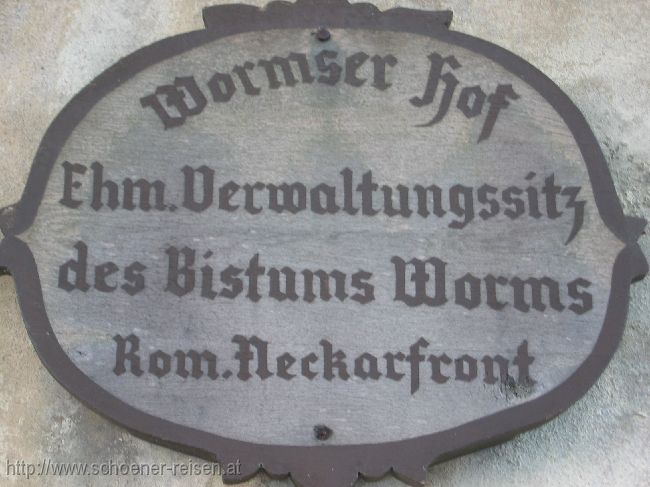 Wormser Hof
Ehm. Verwaltungssitz
des Bistums Worms
Rom. Neckarfront
http://www.schoener-reisen.at